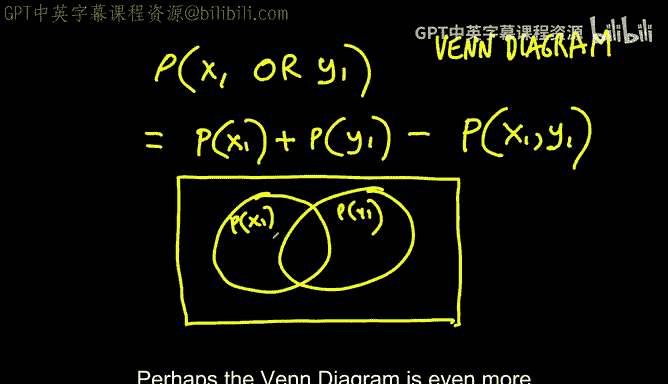 GPT中英字幕课程资源@bilibili.com
GPT中英字幕课程资源 bilibili
VENN DIAGRAM
P(x₁ OR y₁)
= P(x₁) + P(y₁) - P(x₁, y₁)
P(x₁) P(y₁)
Perhaps the Venn Diagram is even more